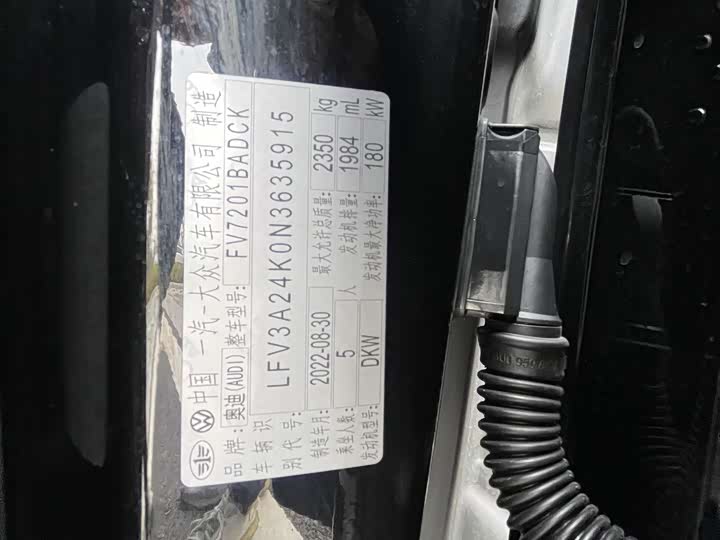 中国 一汽-大众汽车有限公司 制造
品牌: 奥迪(AUDI) 整车型号: FV7201BADCK
车辆识别代号: LFV3A24K0N3635915
制造年月: 2022-08-30 最大允许总质量: 2350 kg
乘坐人数: 5 人 发动机排量: 1984 mL
发动机型号: DKW 发动机最大净功率: 180 kW